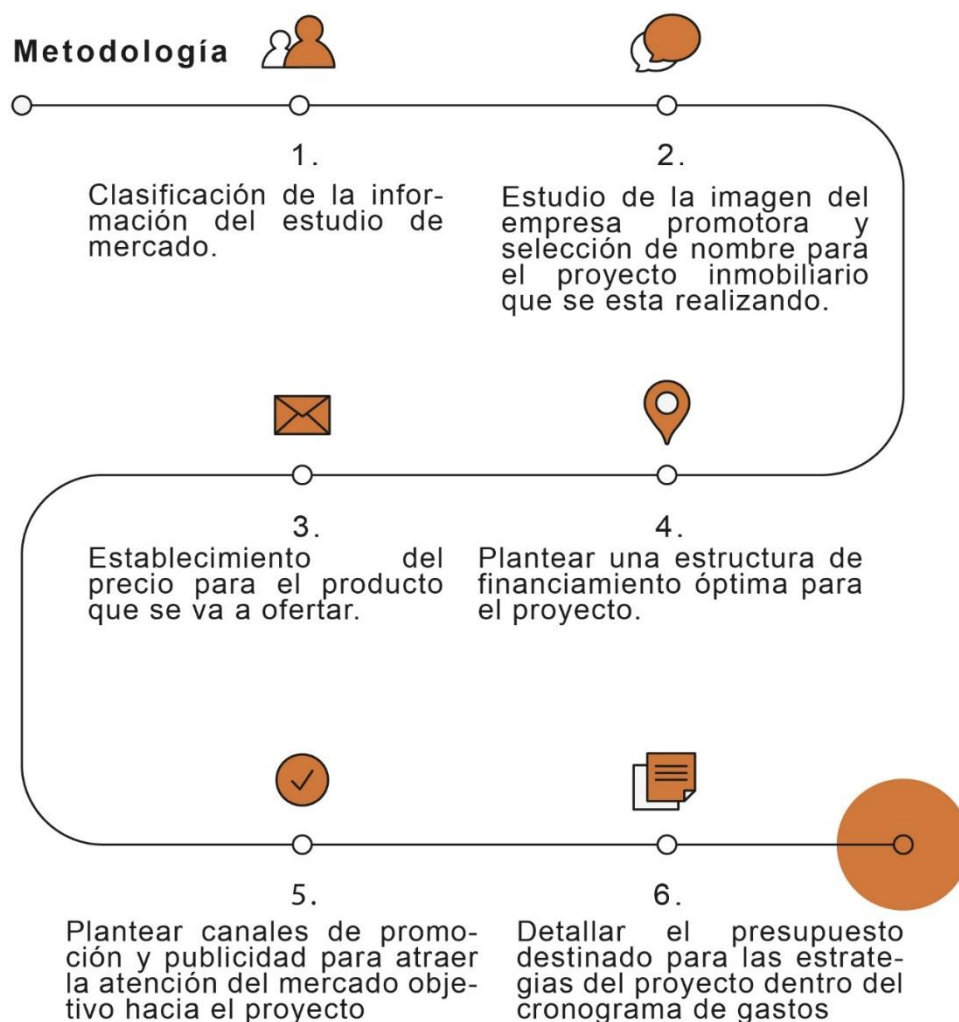 Metodología
1.
Clasificación de la infor-
mación del estudio de
mercado.
2.
Estudio de la imagen del
empresa promotora y
selección de nombre para
el proyecto inmobiliario
que se esta realizando.
3.
Establecimiento del
precio para el producto
que se va a ofertar.
4.
Plantear una estructura de
financiamiento óptima para
el proyecto.
5.
Plantear canales de promo-
ción y publicidad para atraer
la atención del mercado obje-
tivo hacia el proyecto
6.
Detallar el presupuesto
destinado para las estrate-
gias del proyecto dentro del
cronograma de gastos